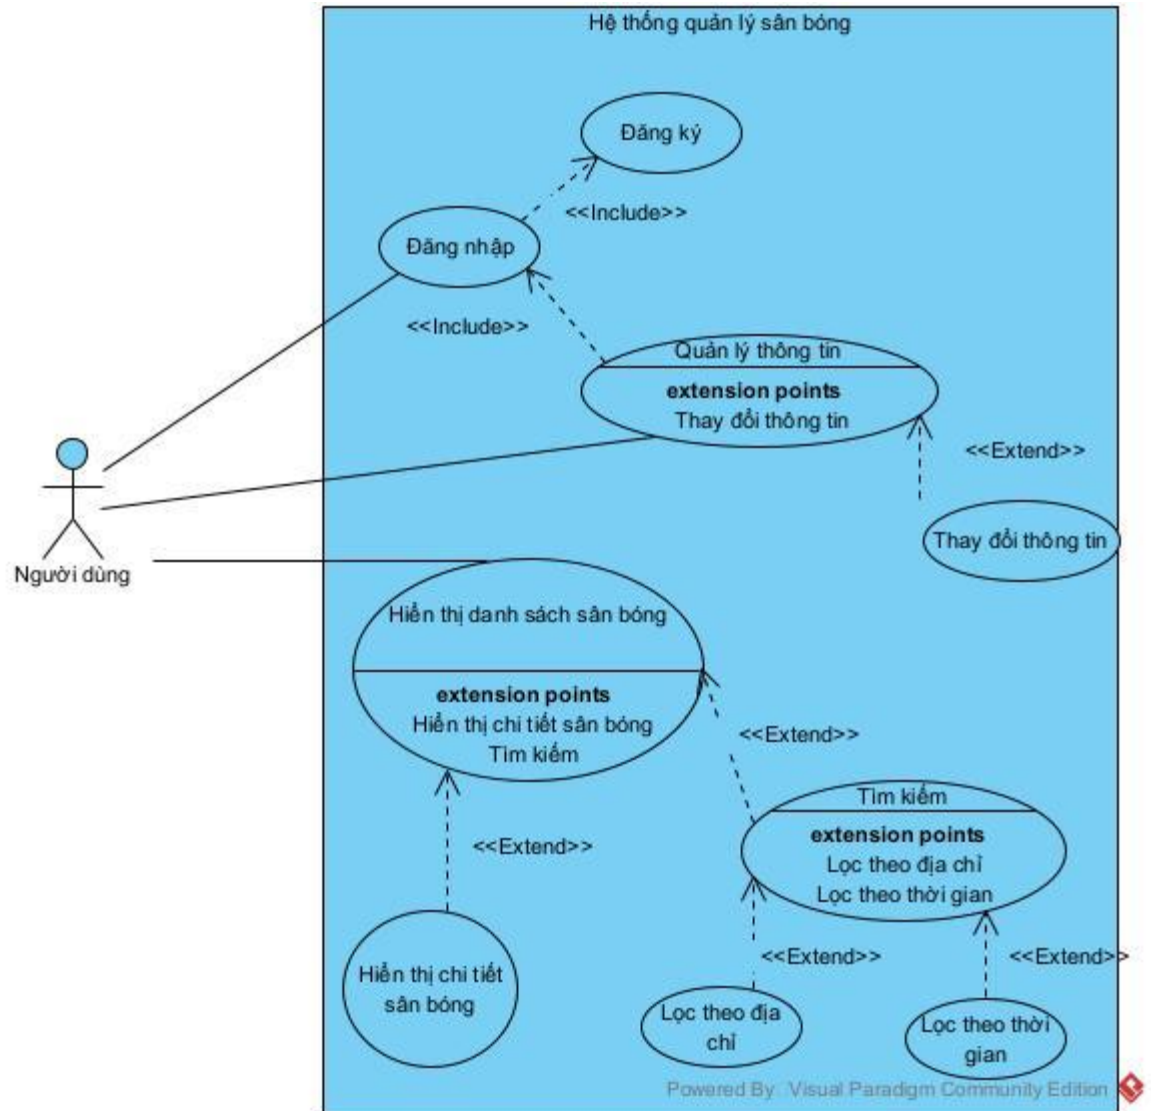 Hệ thống quản lý sân bóng
Đăng ký
<<Include>>
Đăng nhập
<<Include>>
Quản lý thông tin
extension points
Thay đổi thông tin
<<Extend>>
Thay đổi thông tin
Người dùng
Hiển thị danh sách sân bóng
extension points
Hiển thị chi tiết sân bóng
Tìm kiếm
<<Extend>>
Tìm kiếm
extension points
Lọc theo địa chỉ
Lọc theo thời gian
<<Extend>>
<<Extend>>
<<Extend>>
Hiển thị chi tiết
sân bóng
Lọc theo địa
chỉ
Lọc theo thời
gian
Powered By Visual Paradigm Community Edition